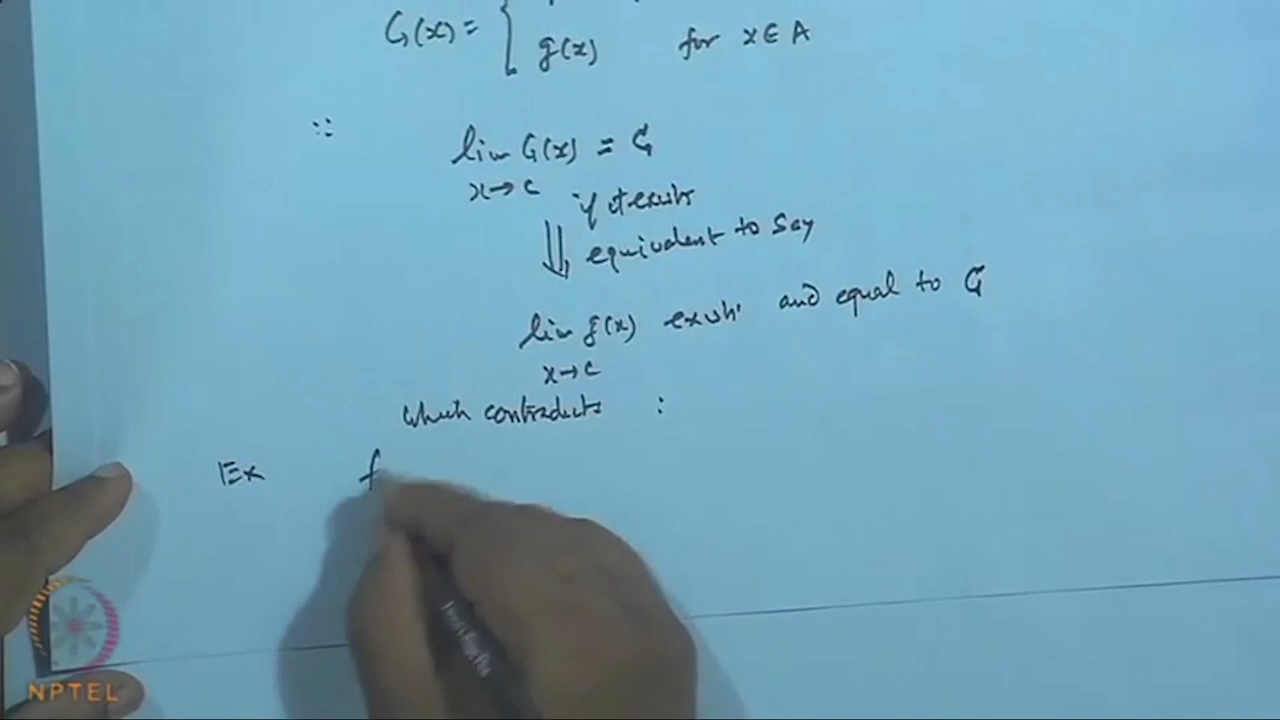 G(x) = {
g(x) for x ∈ A
∵ lim G(x) = G
x→c if it exists
⇓ equivalent to say
lim g(x) exists and equal to G
x→c
which contradicts :
Ex f
NPTEL